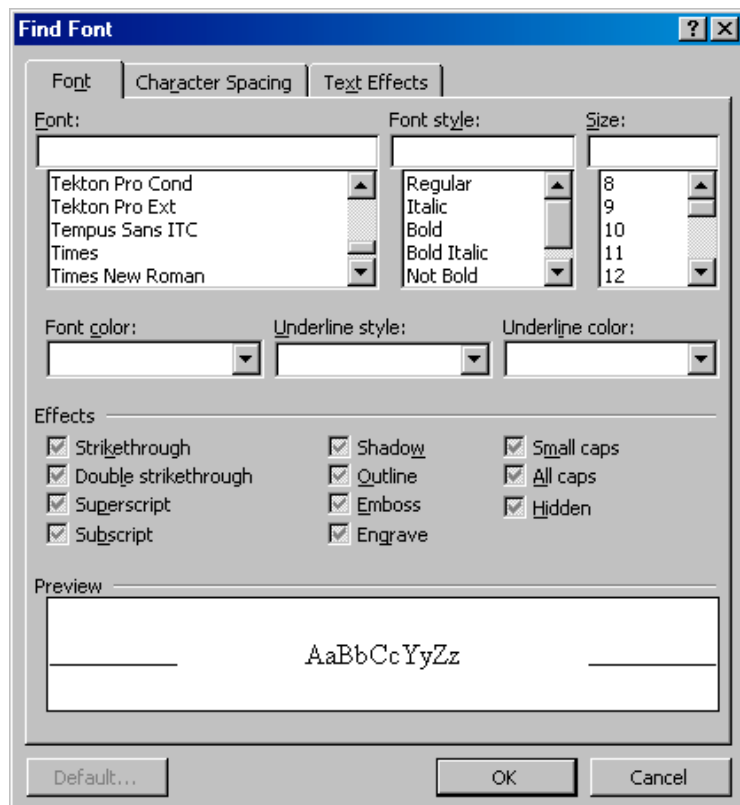 Find Font
Font Character Spacing Text Effects
Font: Font style: Size:
Tekton Pro Cond Regular 8
Tekton Pro Ext Italic 9
Tempus Sans ITC Bold 10
Times Bold Italic 11
Times New Roman Not Bold 12
Font color: Underline style: Underline color:
Effects
Strikethrough Shadow Small caps
Double strikethrough Outline All caps
Superscript Emboss Hidden
Subscript Engrave
Preview
AaBbCcYyZz
Default... OK Cancel